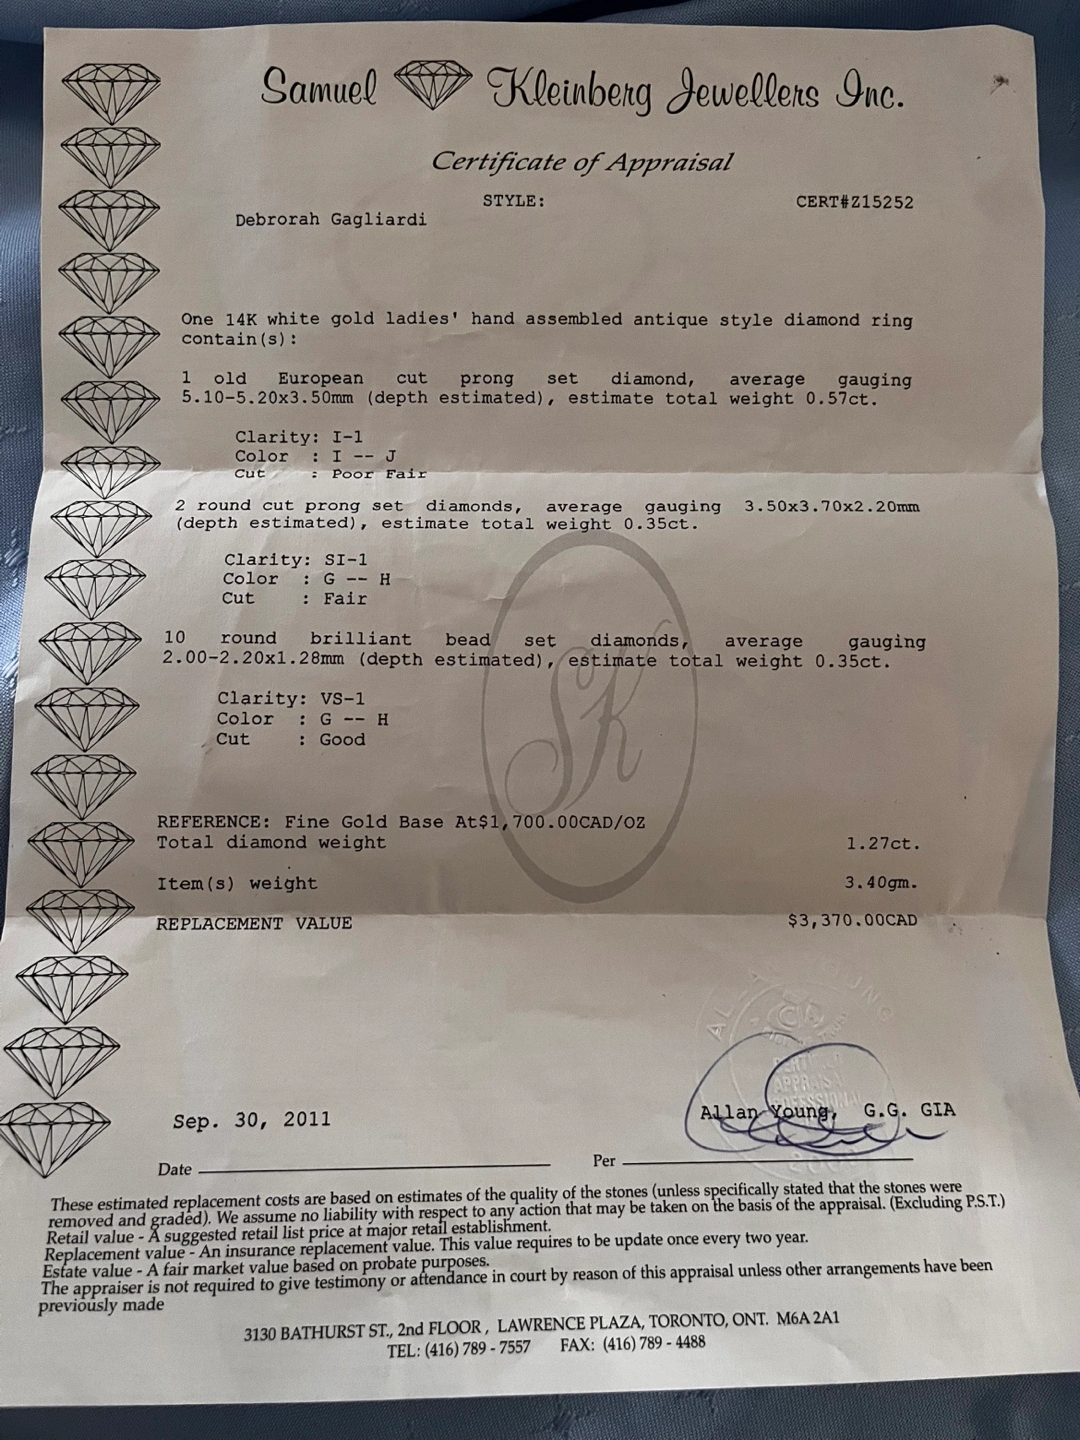 Samuel Kleinberg Jewellers Inc.
Certificate of Appraisal
STYLE: CERT#Z15252
Debrorah Gagliardi
One 14K white gold ladies' hand assembled antique style diamond ring
contain(s):
1 old European cut prong set diamond, average gauging
5.10-5.20x3.50mm (depth estimated), estimate total weight 0.57ct.
Clarity: I-1
Color : I -- J
Cut : Poor Fair
2 round cut prong set diamonds, average gauging 3.50x3.70x2.20mm
(depth estimated), estimate total weight 0.35ct.
Clarity: SI-1
Color : G -- H
Cut : Fair
10 round brilliant bead set diamonds, average gauging
2.00-2.20x1.28mm (depth estimated), estimate total weight 0.35ct.
Clarity: VS-1
Color : G -- H
Cut : Good
SK
REFERENCE: Fine Gold Base At$1,700.00CAD/OZ
Total diamond weight 1.27ct.
Item(s) weight 3.40gm.
REPLACEMENT VALUE $3,370.00CAD
Sep. 30, 2011 Allan Young, G.G. GIA
Date Per
These estimated replacement costs are based on estimates of the quality of the stones (unless specifically stated that the stones were
removed and graded). We assume no liability with respect to any action that may be taken on the basis of the appraisal. (Excluding P.S.T.)
Retail value - A suggested retail list price at major retail establishment.
Replacement value - An insurance replacement value. This value requires to be update once every two year.
Estate value - A fair market value based on probate purposes.
The appraiser is not required to give testimony or attendance in court by reason of this appraisal unless other arrangements have been
previously made
3130 BATHURST ST., 2nd FLOOR, LAWRENCE PLAZA, TORONTO, ONT. M6A 2A1
TEL: (416) 789 - 7557 FAX: (416) 789 - 4488